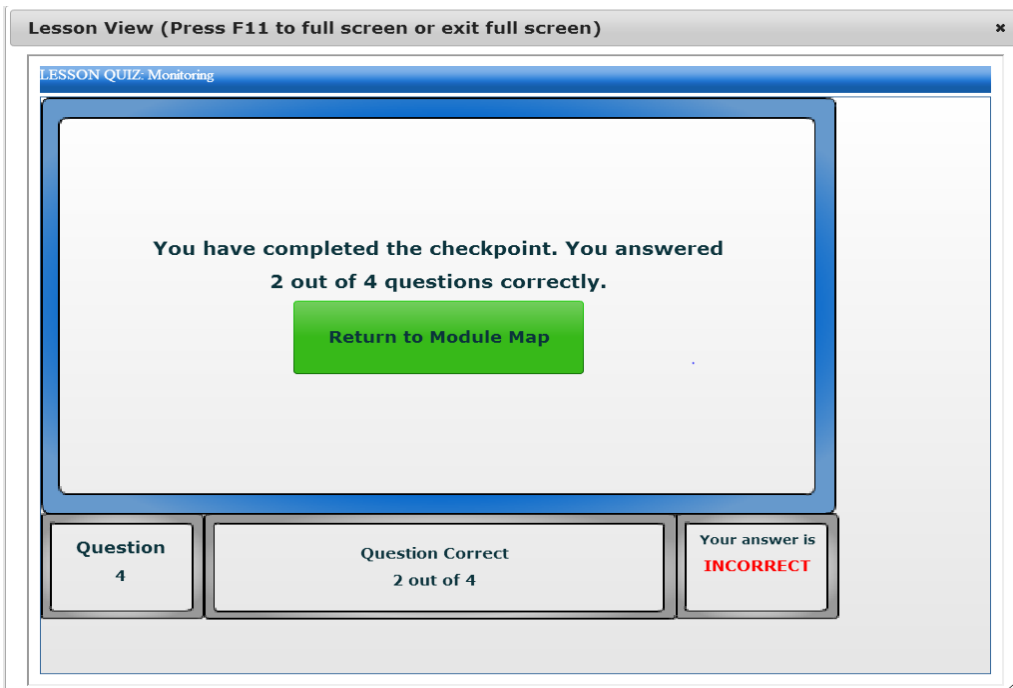 Lesson View (Press F11 to full screen or exit full screen)
LESSON QUIZ: Monitoring
You have completed the checkpoint. You answered
2 out of 4 questions correctly.
Return to Module Map
Question
4
Question Correct
2 out of 4
Your answer is
INCORRECT